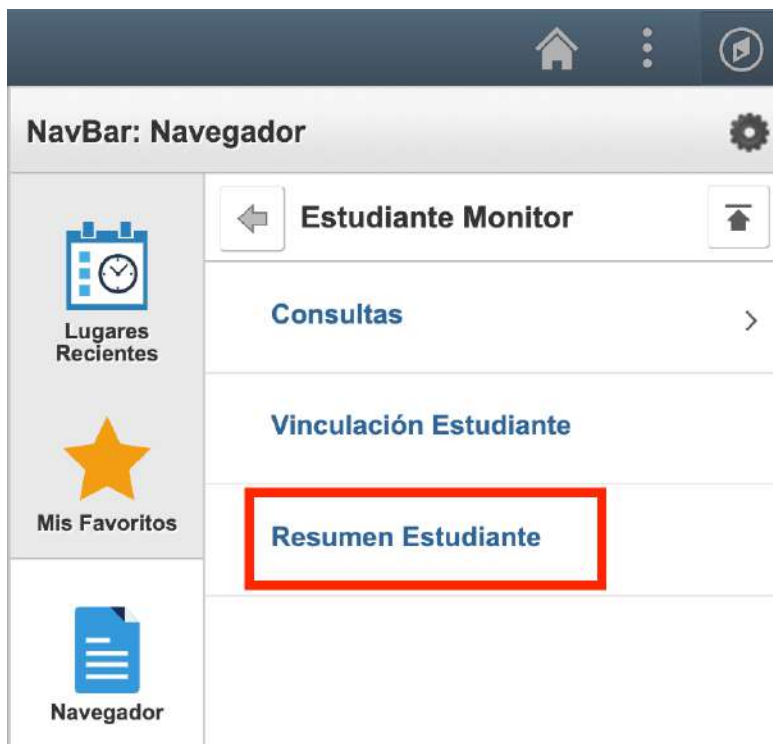 NavBar: Navegador
Estudiante Monitor
Lugares
Recientes
Consultas
Vinculación Estudiante
Mis Favoritos
Resumen Estudiante
Navegador